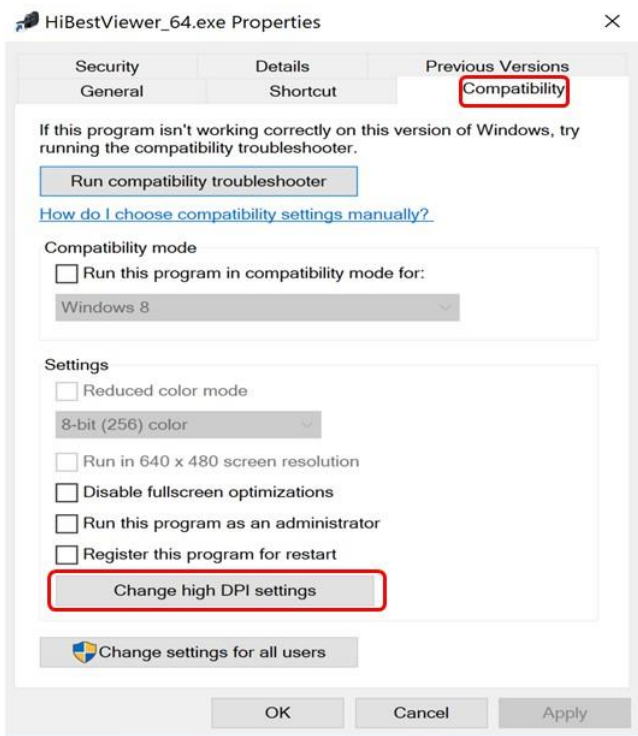 HiBestViewer_64.exe Properties
Security Details Previous Versions
General Shortcut Compatibility
If this program isn't working correctly on this version of Windows, try
running the compatibility troubleshooter.
Run compatibility troubleshooter
How do I choose compatibility settings manually?
Compatibility mode
Run this program in compatibility mode for:
Windows 8
Settings
Reduced color mode
8-bit (256) color
Run in 640 x 480 screen resolution
Disable fullscreen optimizations
Run this program as an administrator
Register this program for restart
Change high DPI settings
Change settings for all users
OK Cancel Apply